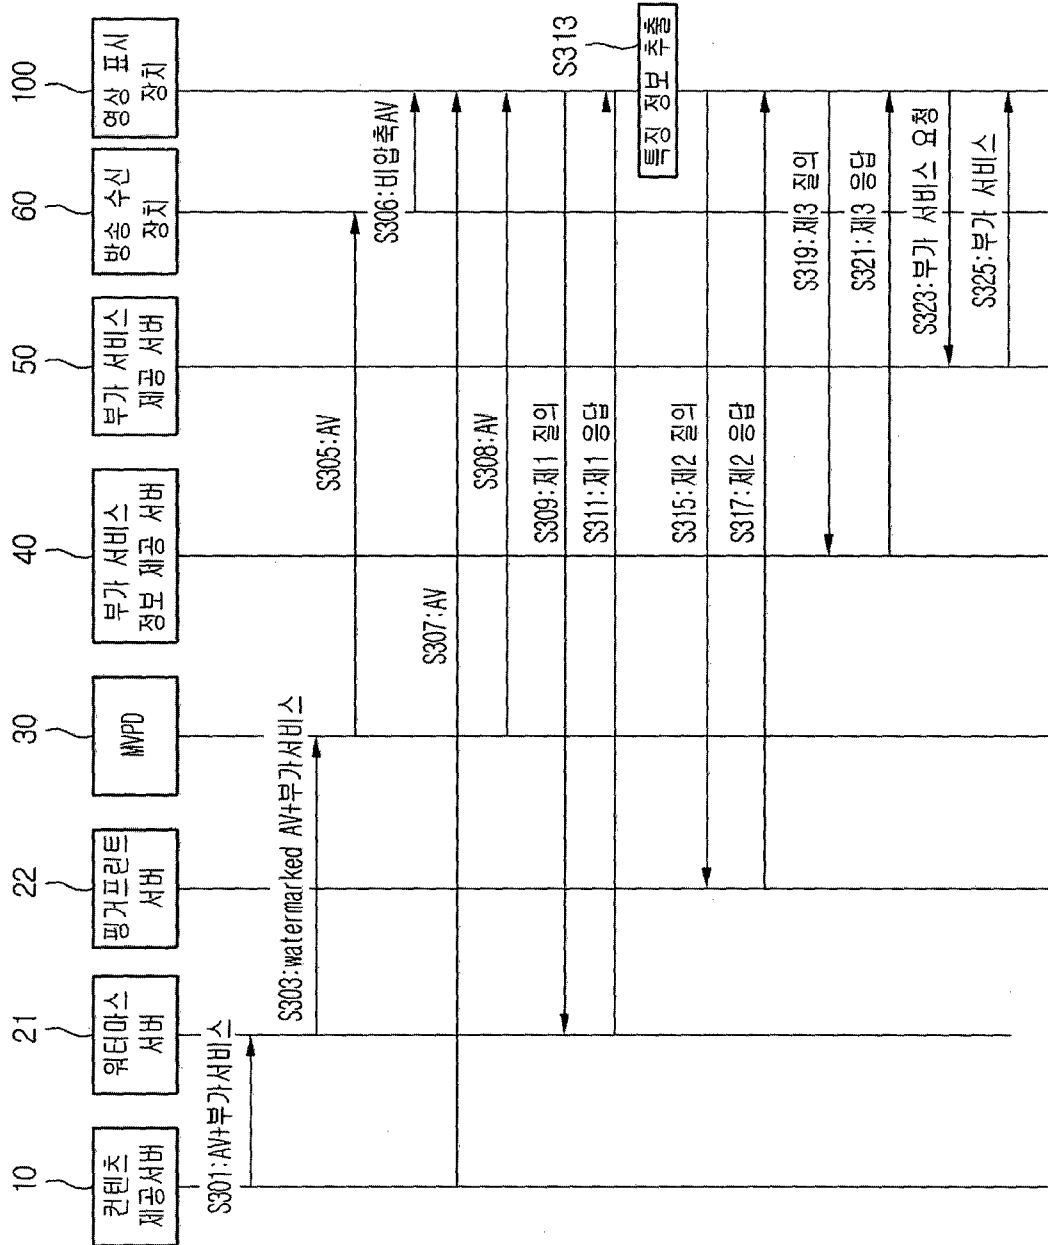 10
컨텐츠
제공서버
21
워터마스
서버
22
핑거프린트
서버
30
MVPD
40
부가 서비스
정보 제공 서버
50
부가 서비스
제공 서버
60
방송 수신
장치
100
영상 표시
장치
S301:AV+부가서비스
S303:watermarked AV+부가서비스
S305:AV
S306:비압축AV
S307:AV
S308:AV
S309:제1 질의
S311:제1 응답
S313
특징 정보 추출
S315:제2 질의
S317:제2 응답
S319:제3 질의
S321:제3 응답
S323:부가 서비스 요청
S325:부가 서비스